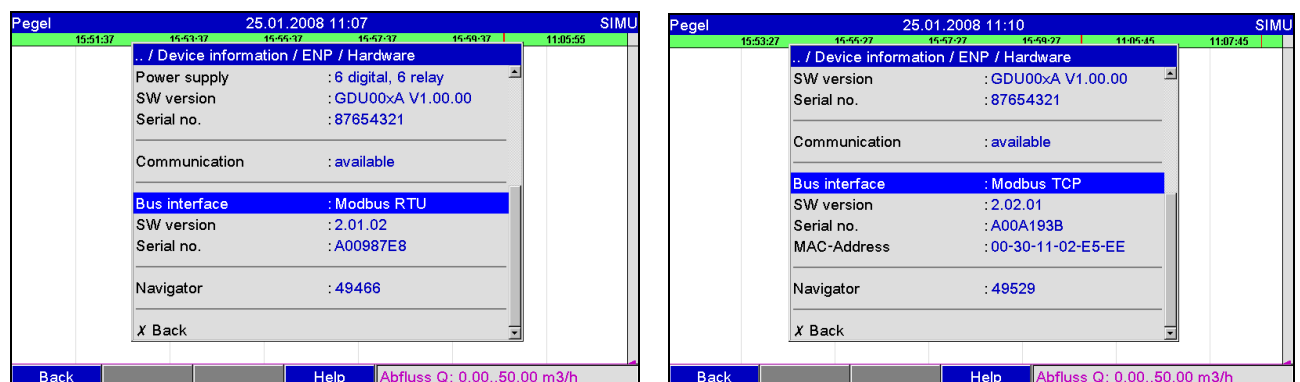 Pegel 25.01.2008 11:07 SIMU
15:51:37 15:53:37 15:55:37 15:57:37 15:59:37 11:05:55
.. / Device information / ENP / Hardware
Power supply : 6 digital, 6 relay
SW version : GDU00xA V1.00.00
Serial no. : 87654321
Communication : available
Bus interface : Modbus RTU
SW version : 2.01.02
Serial no. : A00987E8
Navigator : 49466
X Back
Back Help Abfluss Q: 0.00..50.00 m3/h
Pegel 25.01.2008 11:10 SIMU
15:53:27 15:55:27 15:57:27 15:59:27 11:05:45 11:07:45
.. / Device information / ENP / Hardware
SW version : GDU00xA V1.00.00
Serial no. : 87654321
Communication : available
Bus interface : Modbus TCP
SW version : 2.02.01
Serial no. : A00A193B
MAC-Address : 00-30-11-02-E5-EE
Navigator : 49529
X Back
Back Help Abfluss Q: 0.00..50.00 m3/h